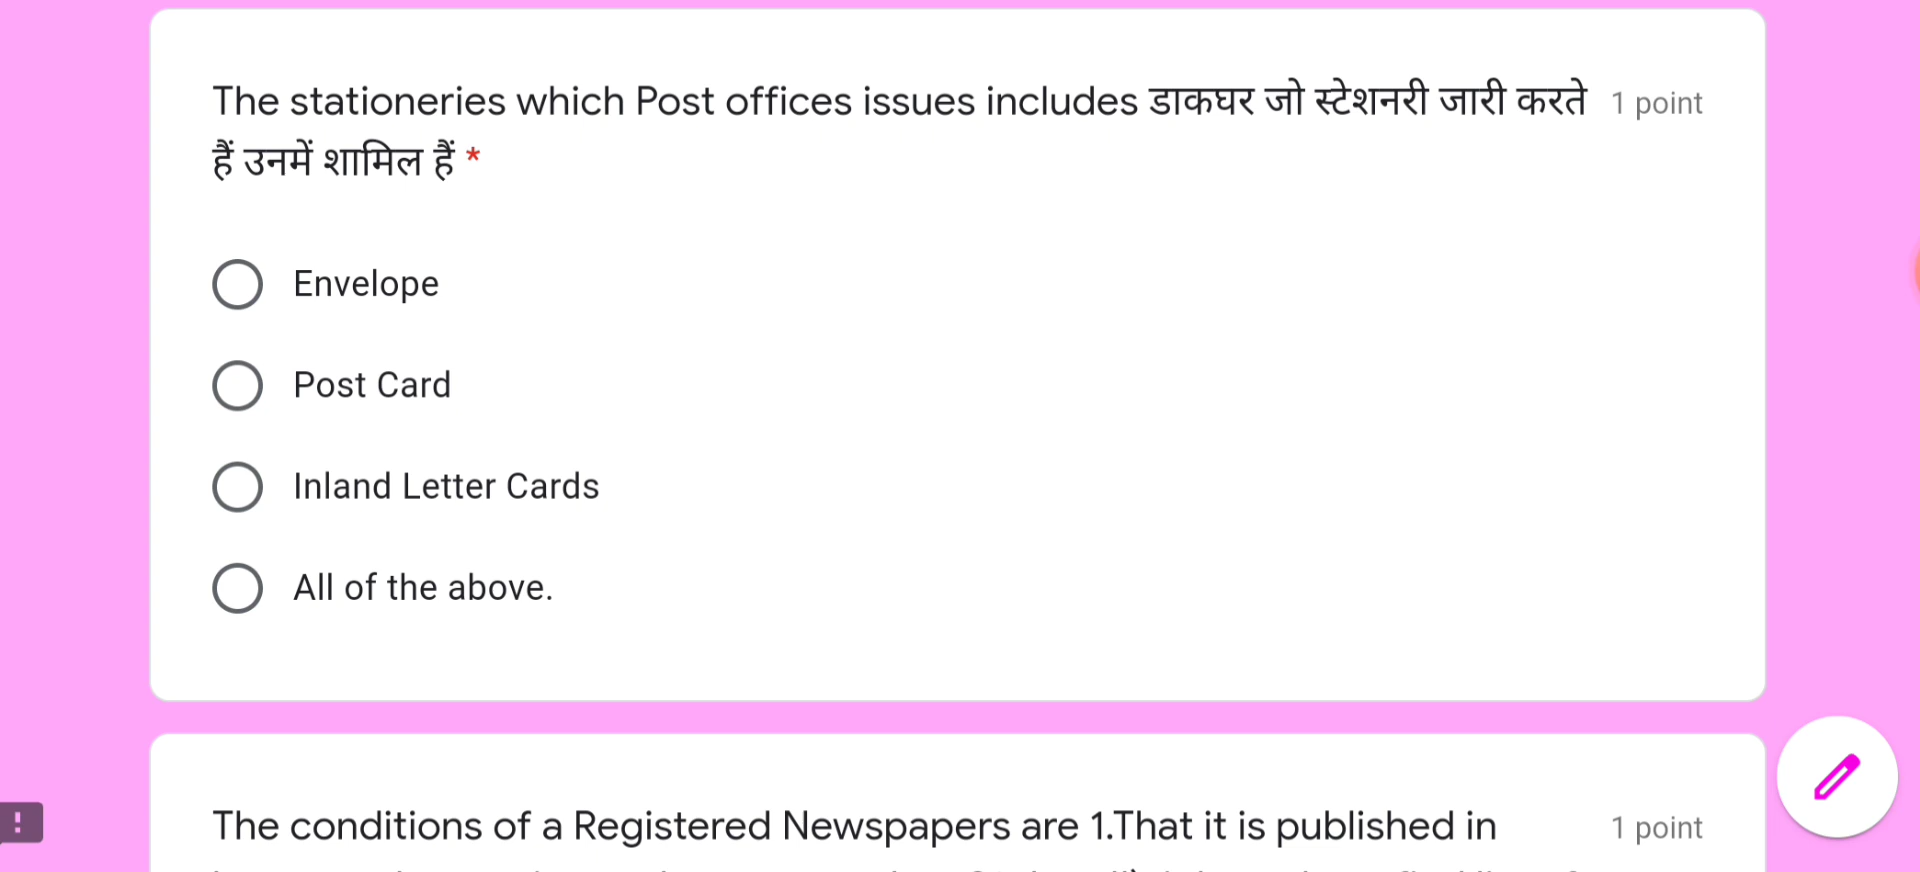 The stationeries which Post offices issues includes डाकघर जो स्टेशनरी जारी करते 1 point
हैं उनमें शामिल हैं *
Envelope
Post Card
Inland Letter Cards
All of the above.
The conditions of a Registered Newspapers are 1.That it is published in 1 point